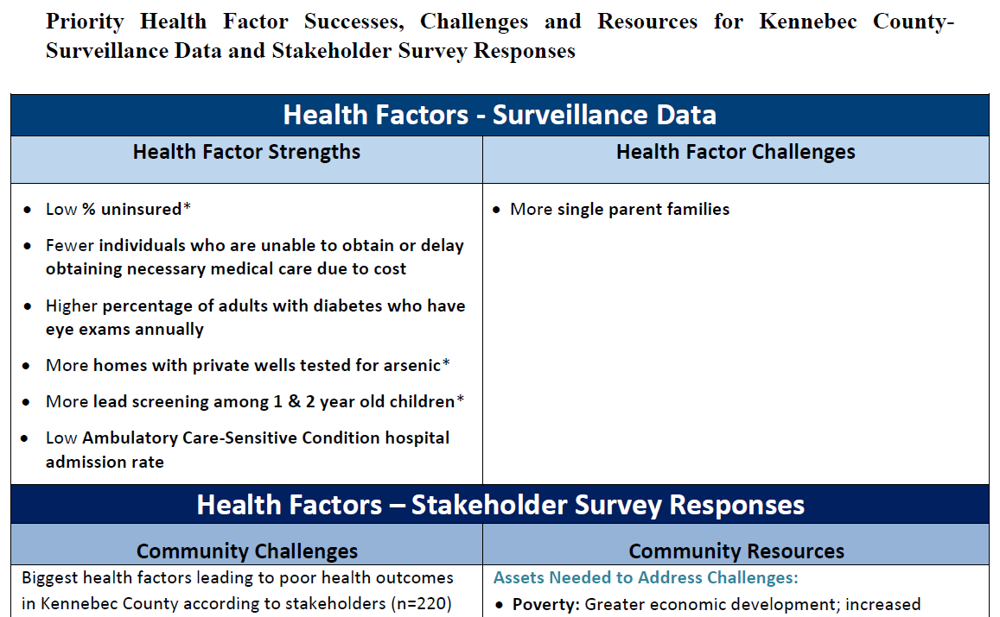 Priority Health Factor Successes, Challenges and Resources for Kennebec County-
Surveillance Data and Stakeholder Survey Responses
Health Factors - Surveillance Data
Health Factor Strengths
Health Factor Challenges
• Low % uninsured*
• Fewer individuals who are unable to obtain or delay
obtaining necessary medical care due to cost
• Higher percentage of adults with diabetes who have
eye exams annually
• More homes with private wells tested for arsenic*
• More lead screening among 1 & 2 year old children*
• Low Ambulatory Care-Sensitive Condition hospital
admission rate
• More single parent families
Health Factors – Stakeholder Survey Responses
Community Challenges
Community Resources
Biggest health factors leading to poor health outcomes
in Kennebec County according to stakeholders (n=220)
Assets Needed to Address Challenges:
• Poverty: Greater economic development; increased